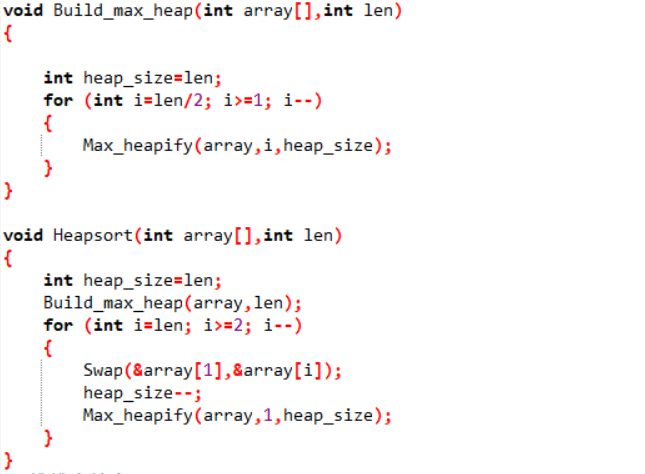 void Build_max_heap(int array[],int len)
{
int heap_size=len;
for (int i=len/2; i>=1; i--)
{
Max_heapify(array,i,heap_size);
}
}
void Heapsort(int array[],int len)
{
int heap_size=len;
Build_max_heap(array,len);
for (int i=len; i>=2; i--)
{
Swap(&array[1],&array[i]);
heap_size--;
Max_heapify(array,1,heap_size);
}
}